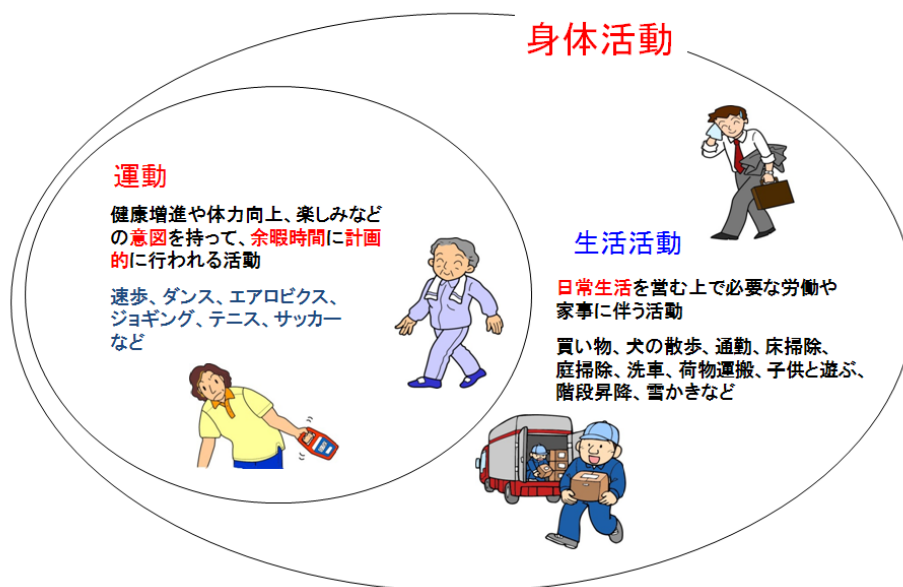 身体活動
運動
健康増進や体力向上、楽しみなど
の意図を持って、余暇時間に計画
的に行われる活動
速歩、ダンス、エアロビクス、
ジョギング、テニス、サッカー
など
生活活動
日常生活を営む上で必要な労働や
家事に伴う活動
買い物、犬の散歩、通勤、床掃除、
庭掃除、洗車、荷物運搬、子供と遊ぶ、
階段昇降、雪かきなど